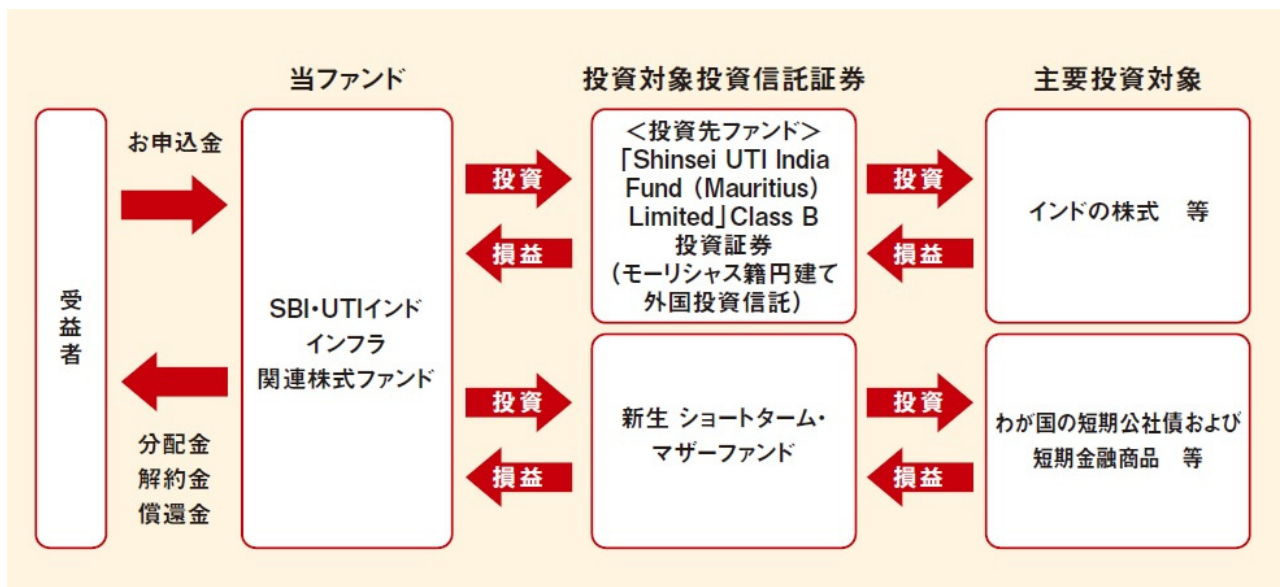 当ファンド
投資対象投資信託証券
主要投資対象
受益者
お申込金
分配金
解約金
償還金
SBI・UTIインド
インフラ
関連株式ファンド
投資
損益
<投資先ファンド>
「Shinsei UTI India
Fund (Mauritius)
Limited」Class B
投資証券
(モーリシャス籍円建て
外国投資信託)
投資
損益
インドの株式 等
投資
損益
新生 ショートターム・
マザーファンド
投資
損益
わが国の短期公社債および
短期金融商品 等